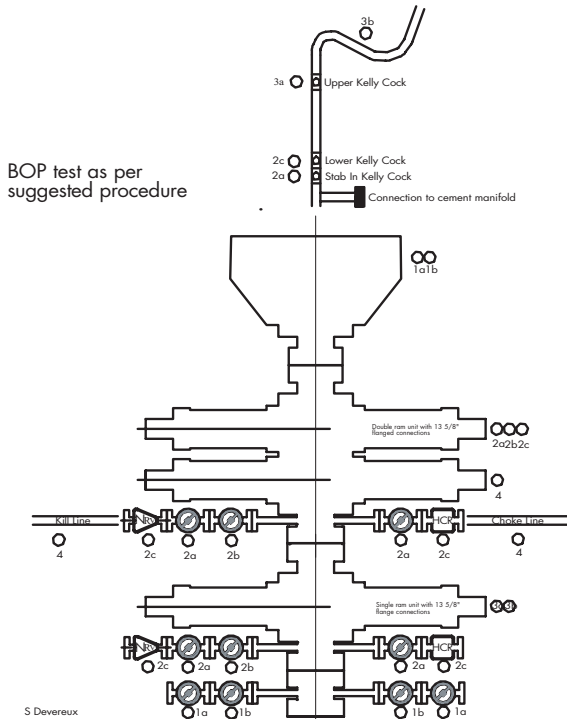 3b
3a
Upper Kelly Cock
BOP test as per
suggested procedure
2c
Lower Kelly Cock
2a
Stab In Kelly Cock
Connection to cement manifold
1a1b
Double ram unit with 13 5/8"
flanged connections
2a2b2c
4
Kill Line
NRV
HCR
Choke Line
4
2c
2a
2b
2a
2c
4
Single ram unit with 13 5/8"
flange connections
NRV
HCR
2c
2a
2b
2a
2c
1a
1b
1b
1a
S Devereux